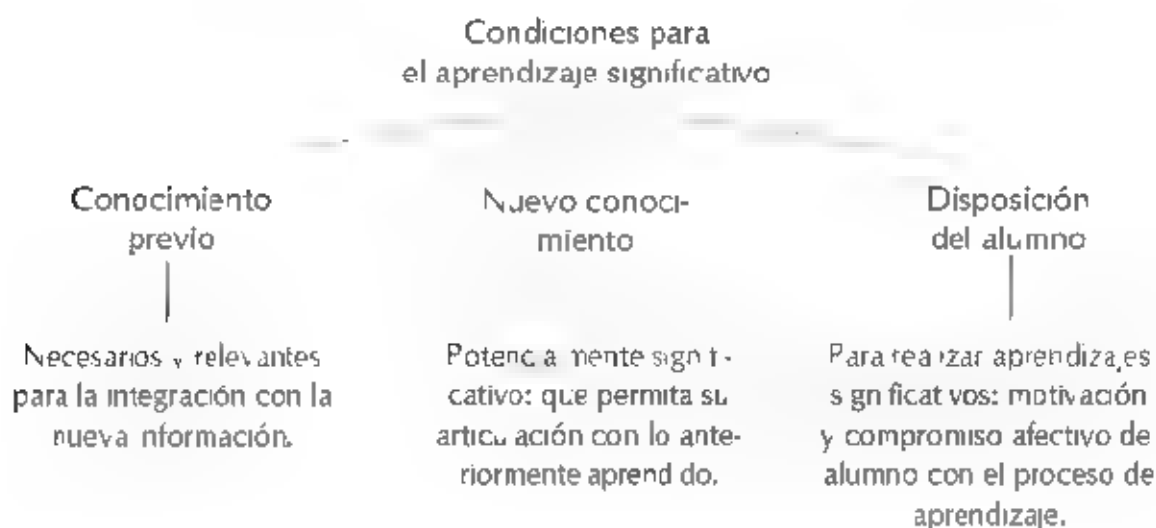 Condiciones para
el aprendizaje significativo
Conocimiento
previo
Nuevo conoci-
miento
Disposición
del alumno
Necesarios y relevantes
para la integración con la
nueva información.
Potencialmente signifi-
cativo: que permita su
articulación con lo ante-
riormente aprendido.
Para realizar aprendizajes
significativos: motivación
y compromiso afectivo de
alumno con el proceso de
aprendizaje.